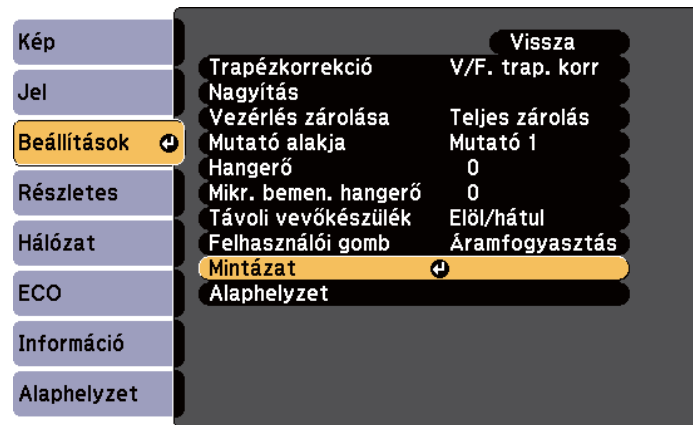 Kép
Jel
Beállítások
Részletes
Hálózat
ECO
Információ
Alaphelyzet
Vissza
Trapézkorrekció V/F. trap. korr
Nagyítás
Vezérlés zárolása Teljes zárolás
Mutató alakja Mutató 1
Hangerő 0
Mikr. bemen. hangerő 0
Távoli vevőkészülék Elöl/hátul
Felhasználói gomb Áramfogyasztás
Mintázat
Alaphelyzet